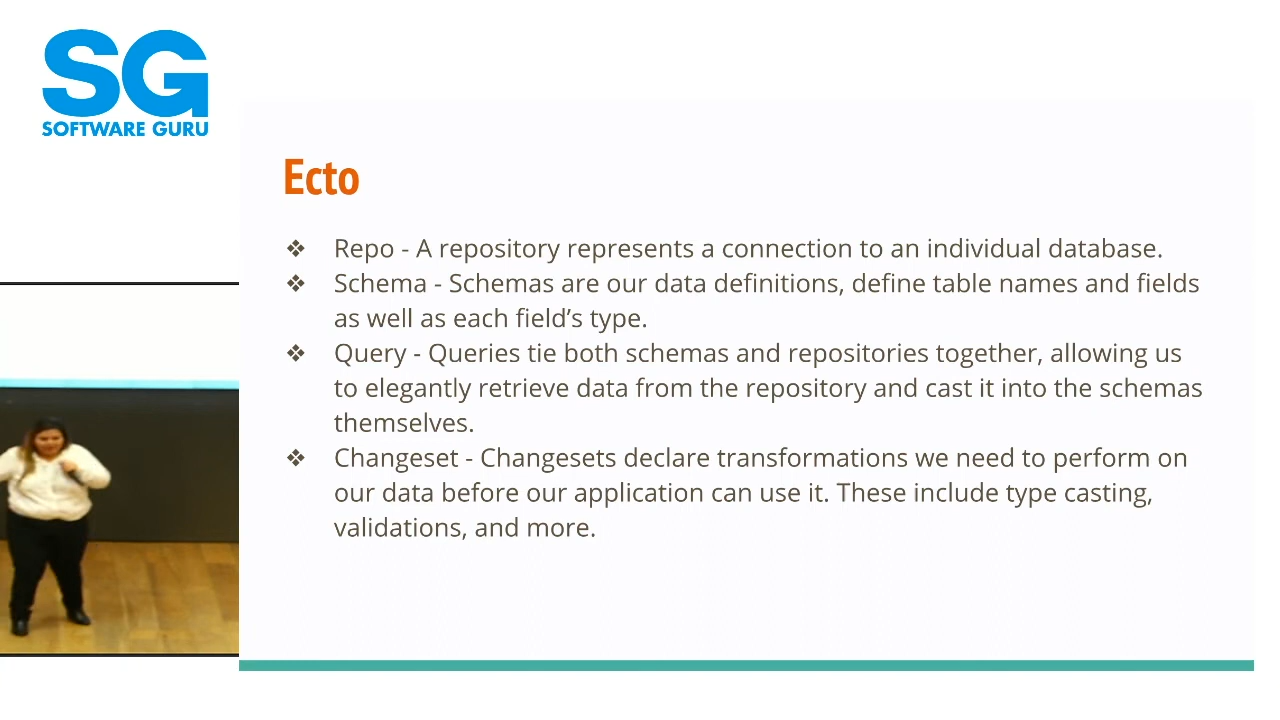 SG
SOFTWARE GURU
Ecto
❖ Repo - A repository represents a connection to an individual database.
❖ Schema - Schemas are our data definitions, define table names and fields
as well as each field’s type.
❖ Query - Queries tie both schemas and repositories together, allowing us
to elegantly retrieve data from the repository and cast it into the schemas
themselves.
❖ Changeset - Changesets declare transformations we need to perform on
our data before our application can use it. These include type casting,
validations, and more.